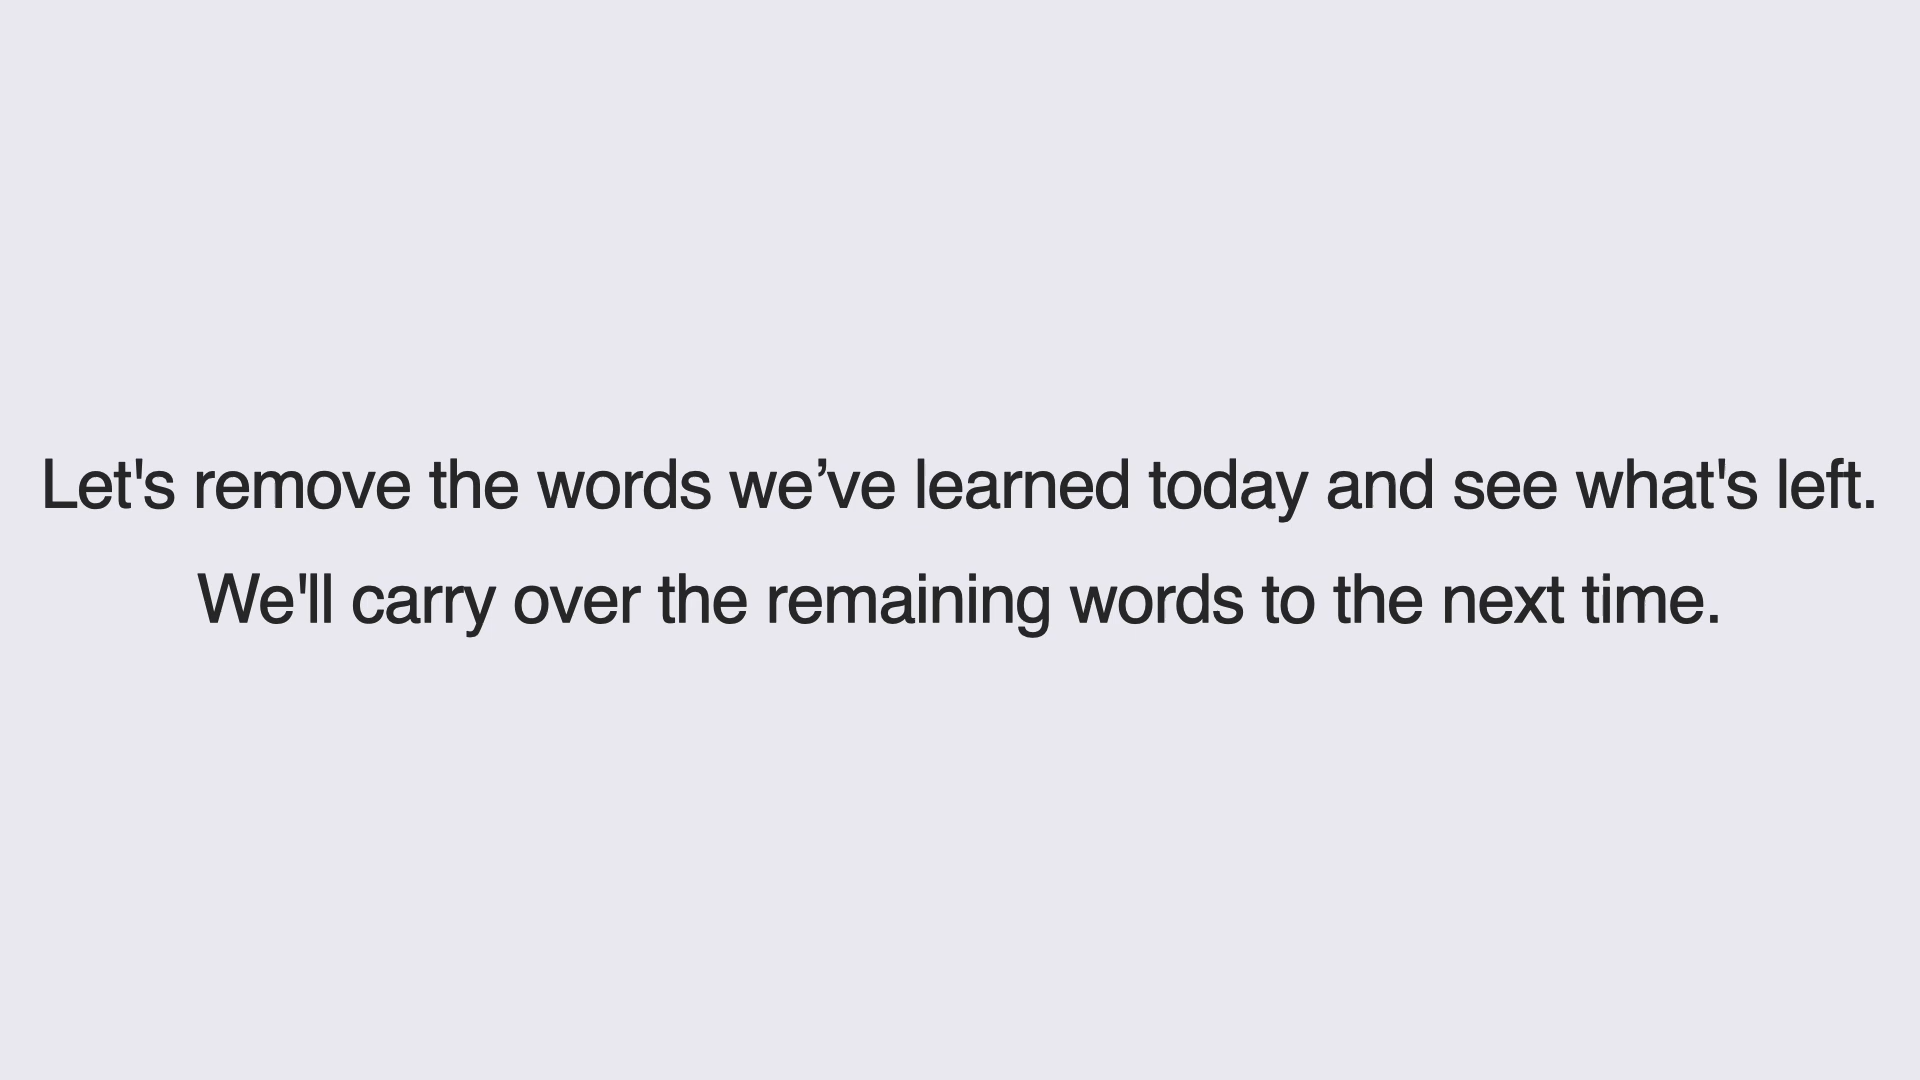 Let's remove the words we’ve learned today and see what's left.
We'll carry over the remaining words to the next time.